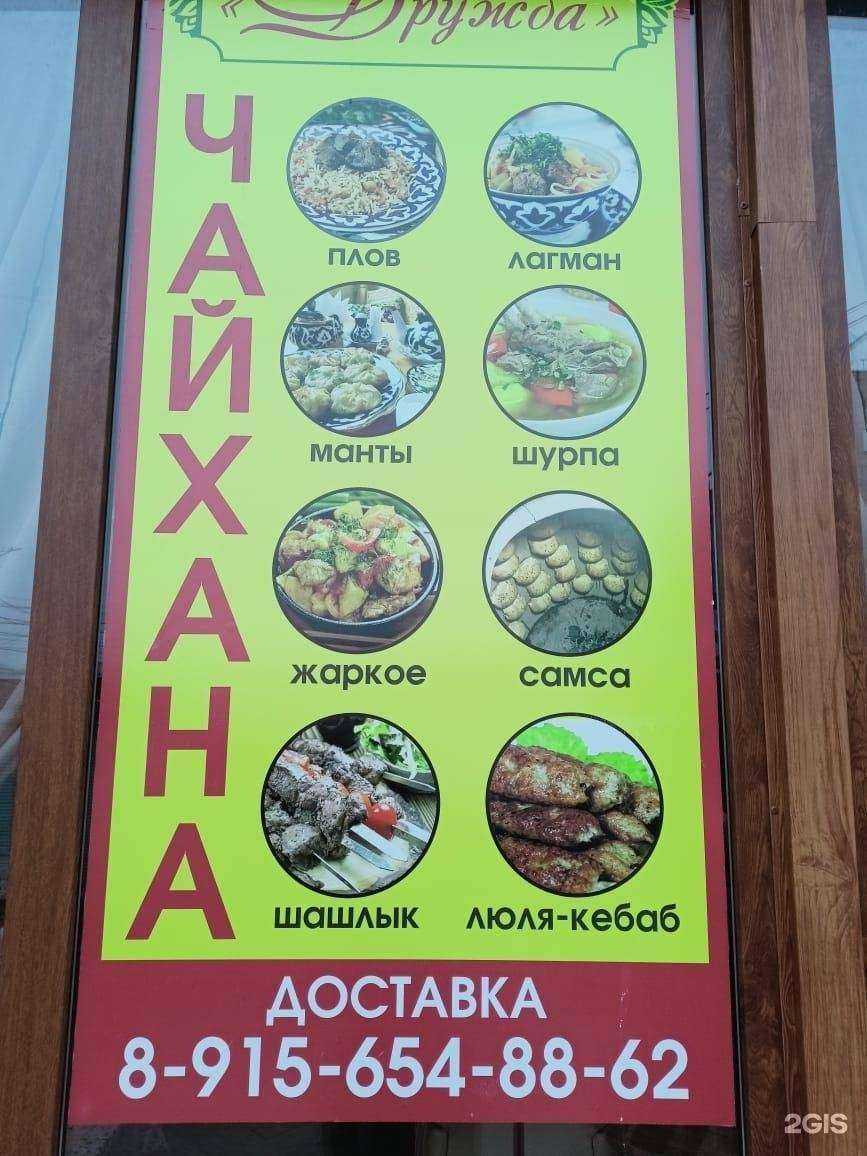 «Дружба»
ЧАЙХАНА
плов
лагман
манты
шурпа
жаркое
самса
шашлык
люля-кебаб
ДОСТАВКА
8-915-654-88-62
2GIS